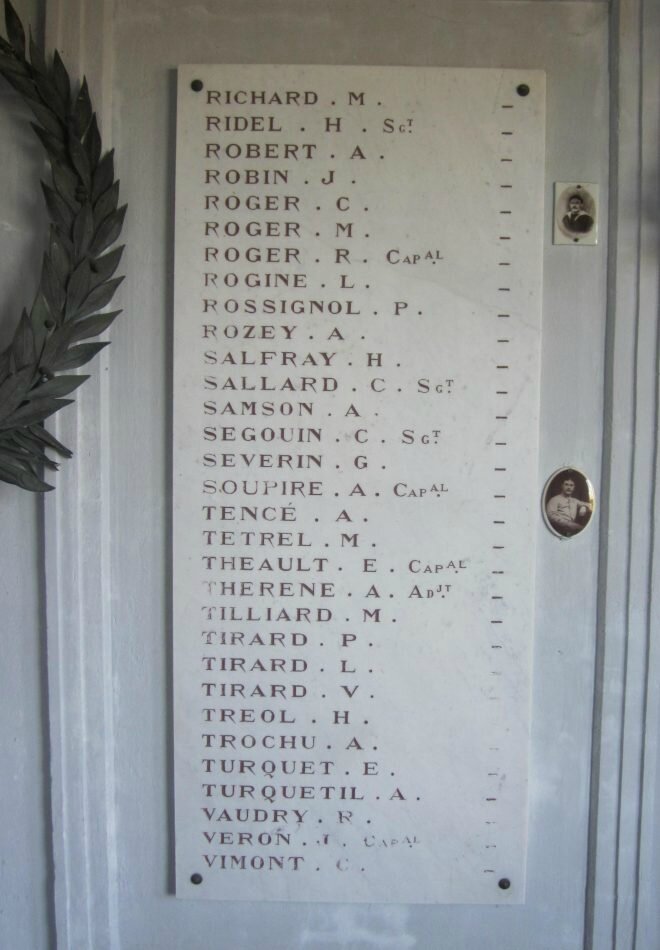 RICHARD . M . –
RIDEL . H . SGT. –
ROBERT . A . –
ROBIN . J . –
ROGER . C . –
ROGER . M . –
ROGER . R . CAPAL. –
ROGINE . L . –
ROSSIGNOL . P . –
ROZEY . A . –
SALFRAY . H . –
SALLARD . C . SGT. –
SAMSON . A . –
SEGOUIN . C . SGT. –
SEVERIN . G . –
SOUPIRE . A . CAPAL. –
TENCÉ . A . –
TETREL . M . –
THEAULT . E . CAPAL. –
THERENE . A . ADJT. –
TILLIARD . M . –
TIRARD . P . –
TIRARD . L . –
TIRARD . V . –
TREOL . H . –
TROCHU . A . –
TURQUET . E . –
TURQUETIL . A . –
VAUDRY . R . –
VERON . J . CAPAL –
VIMONT . C . –